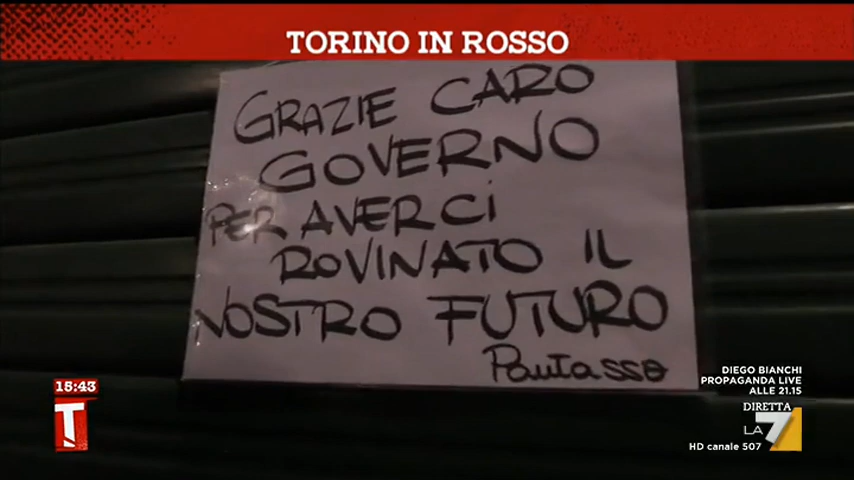 TORINO IN ROSSO
GRAZIE CARO
GOVERNO
PER AVERCI
ROVINATO IL
NOSTRO FUTURO
Pautasso
15:43
T
DIEGO BIANCHI
PROPAGANDA LIVE
ALLE 21.15
DIRETTA
LA7
HD canale 507